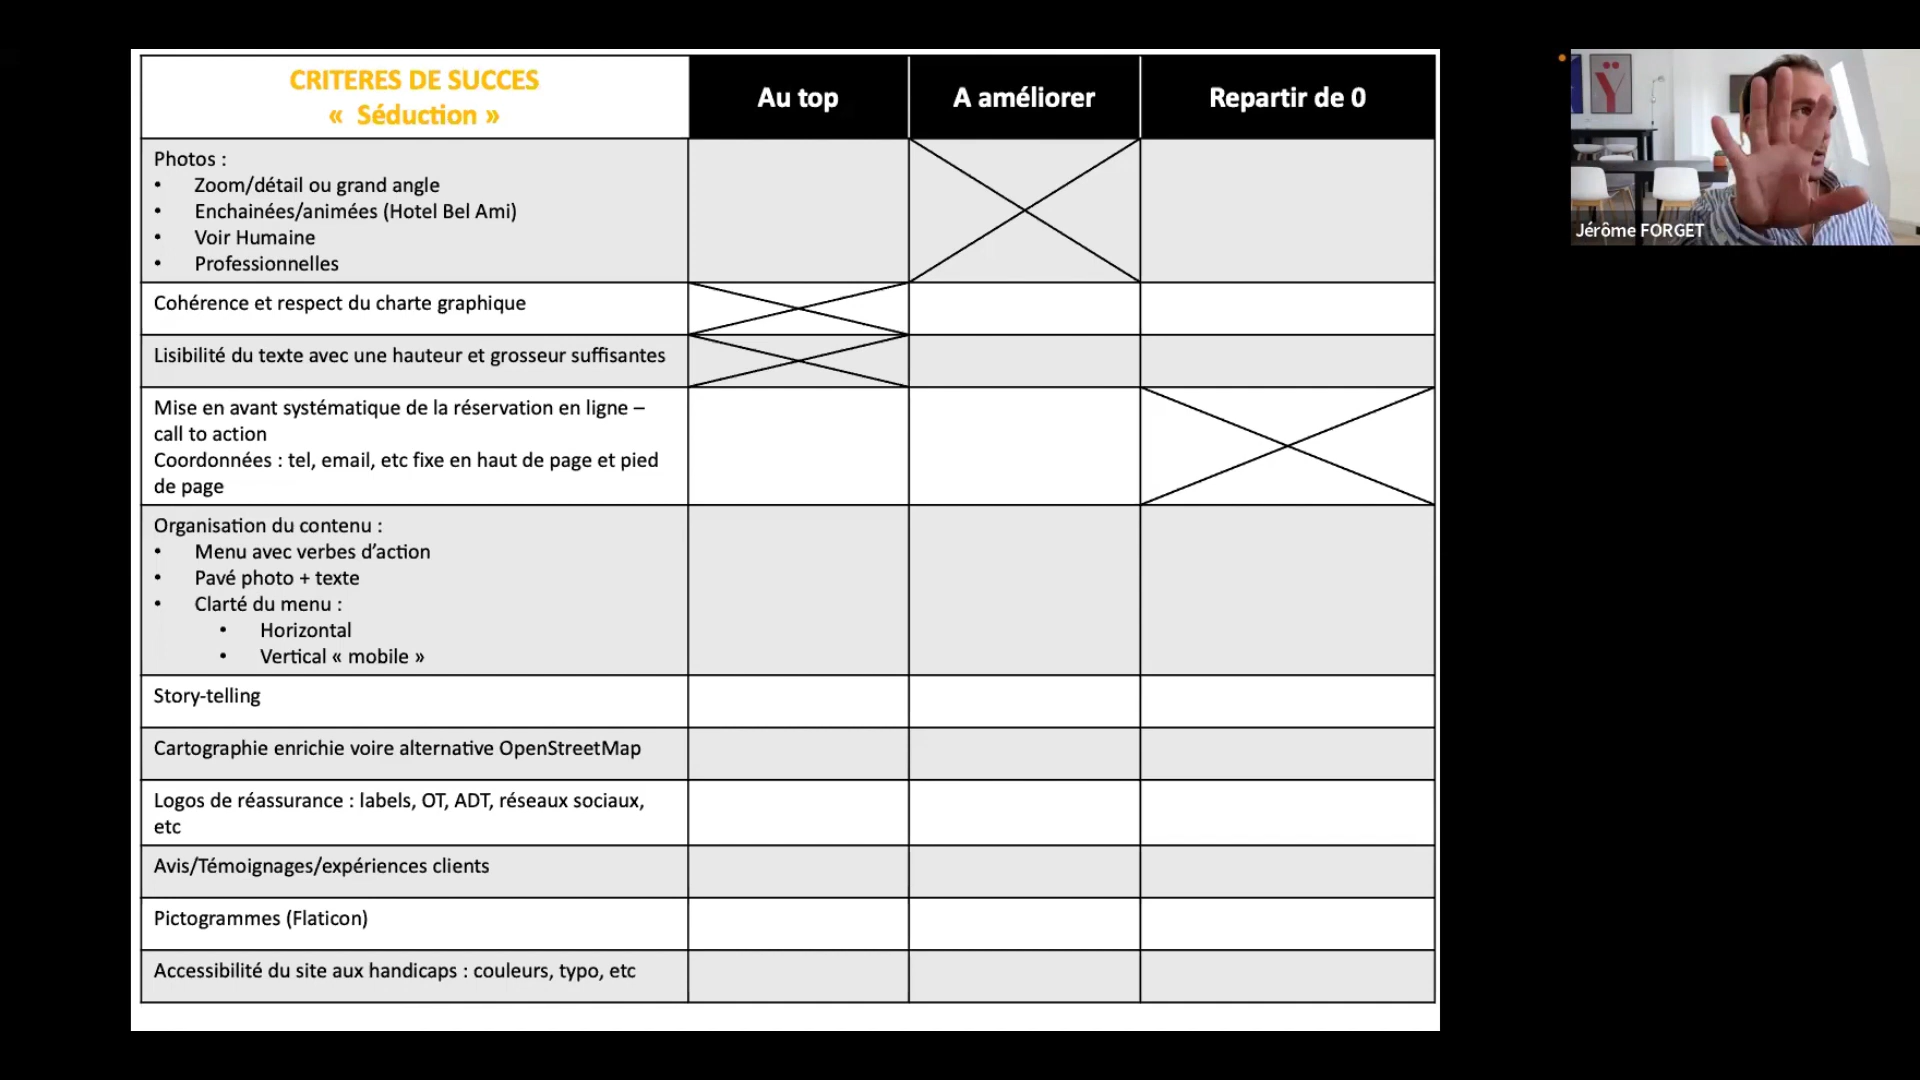 CRITERES DE SUCCES
« Séduction »
Au top
A améliorer
Repartir de 0
Photos :
• Zoom/détail ou grand angle
• Enchainées/animées (Hotel Bel Ami)
• Voir Humaine
• Professionnelles
Cohérence et respect du charte graphique
Lisibilité du texte avec une hauteur et grosseur suffisantes
Mise en avant systématique de la réservation en ligne –
call to action
Coordonnées : tel, email, etc fixe en haut de page et pied
de page
Organisation du contenu :
• Menu avec verbes d’action
• Pavé photo + texte
• Clarté du menu :
• Horizontal
• Vertical « mobile »
Story-telling
Cartographie enrichie voire alternative OpenStreetMap
Logos de réassurance : labels, OT, ADT, réseaux sociaux,
etc
Avis/Témoignages/expériences clients
Pictogrammes (Flaticon)
Accessibilité du site aux handicaps : couleurs, typo, etc
Ÿ
Jérôme FORGET